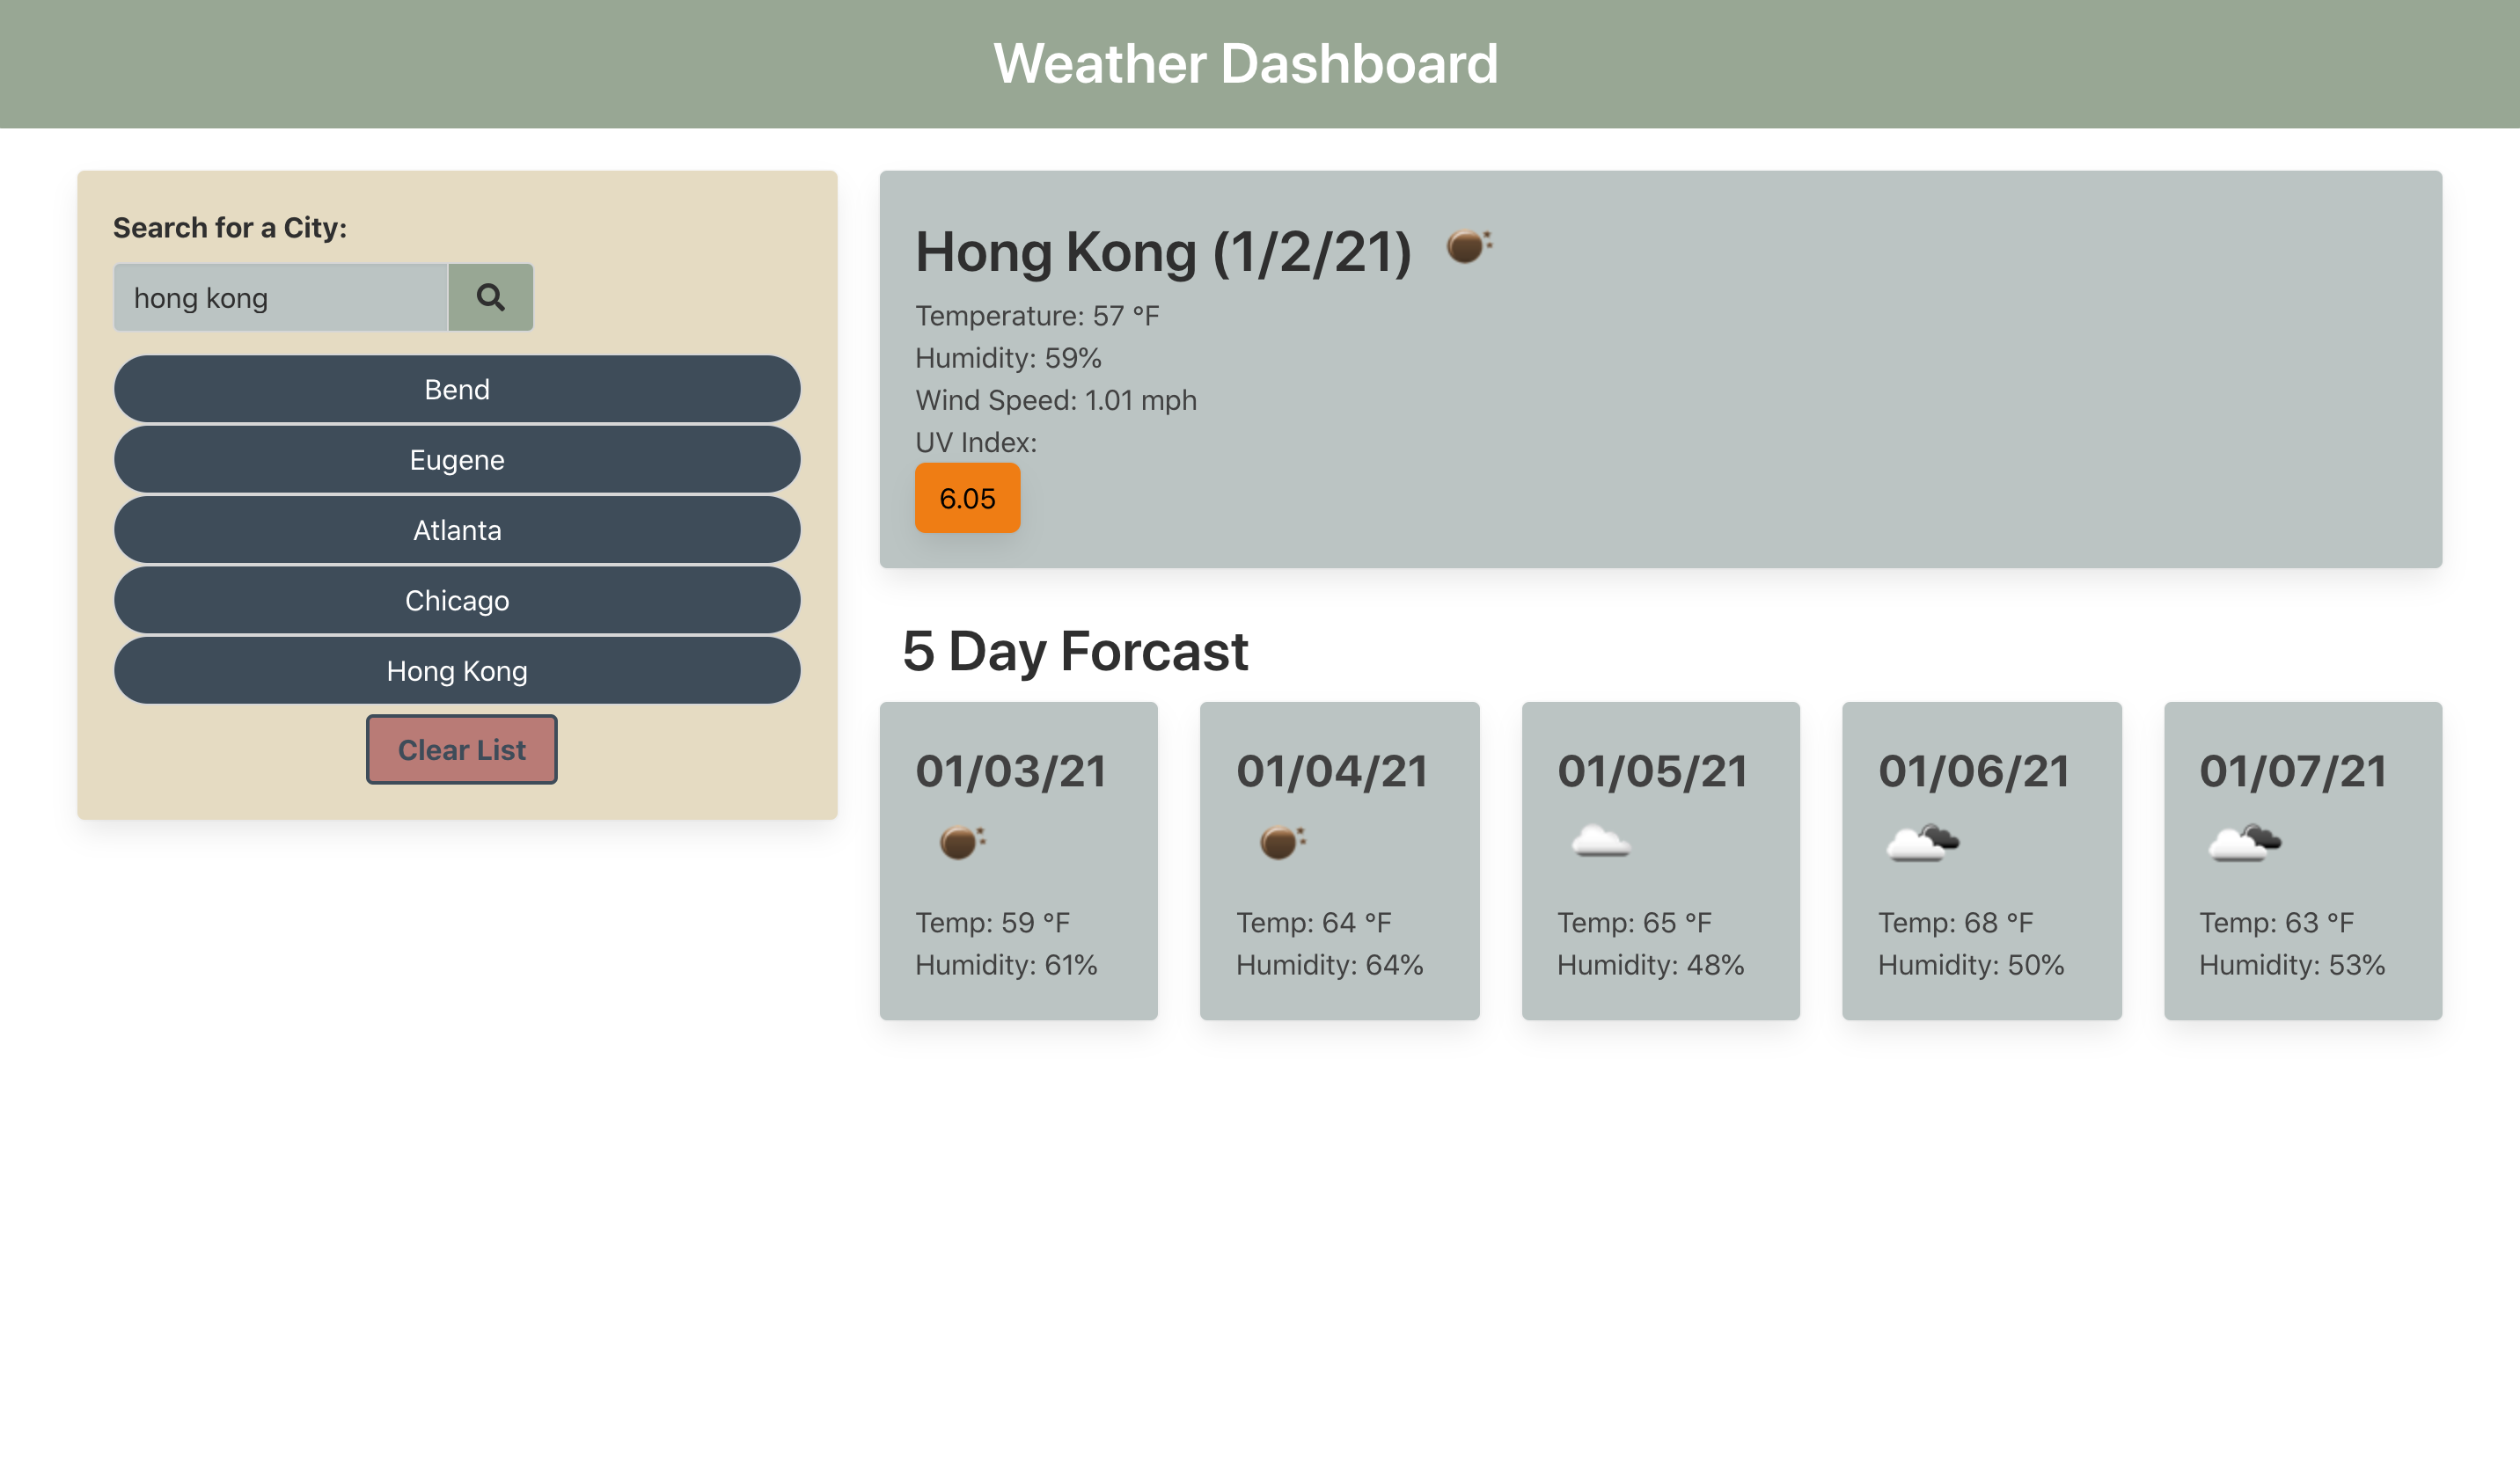 Weather Dashboard
Search for a City:
hong kong
Bend
Eugene
Atlanta
Chicago
Hong Kong
Clear List
Hong Kong (1/2/21)
Temperature: 57 °F
Humidity: 59%
Wind Speed: 1.01 mph
UV Index:
6.05
5 Day Forcast
01/03/21
Temp: 59 °F
Humidity: 61%
01/04/21
Temp: 64 °F
Humidity: 64%
01/05/21
Temp: 65 °F
Humidity: 48%
01/06/21
Temp: 68 °F
Humidity: 50%
01/07/21
Temp: 63 °F
Humidity: 53%